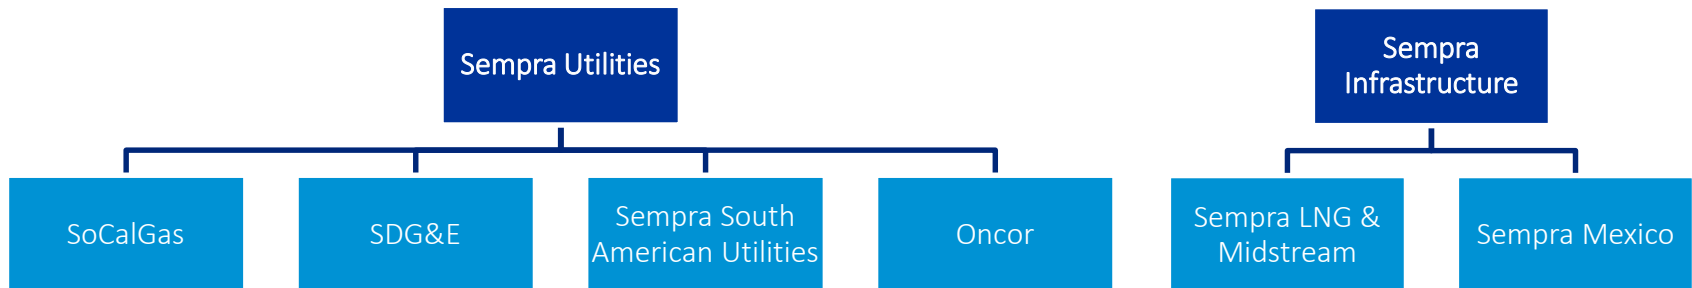 Sempra Utilities
Sempra
Infrastructure
SoCalGas
SDG&E
Sempra South
American Utilities
Oncor
Sempra LNG &
Midstream
Sempra Mexico